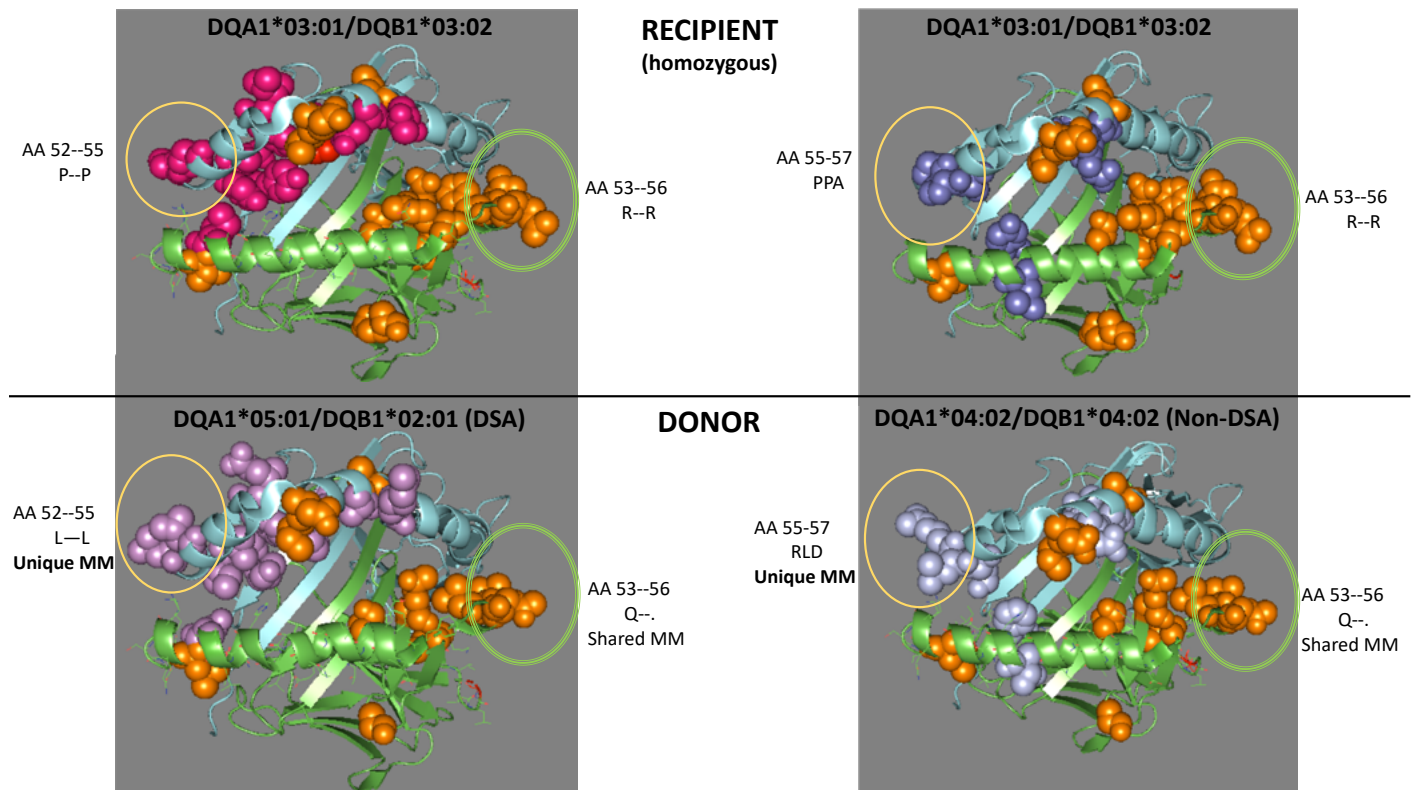 DQA1*03:01/DQB1*03:02
RECIPIENT
(homozygous)
DQA1*03:01/DQB1*03:02
AA 52--55
P--P
AA 53--56
R--R
AA 55-57
PPA
AA 53--56
R--R
DQA1*05:01/DQB1*02:01 (DSA)
DONOR
DQA1*04:02/DQB1*04:02 (Non-DSA)
AA 52--55
L—L
Unique MM
AA 53--56
Q--.
Shared MM
AA 55-57
RLD
Unique MM
AA 53--56
Q--.
Shared MM